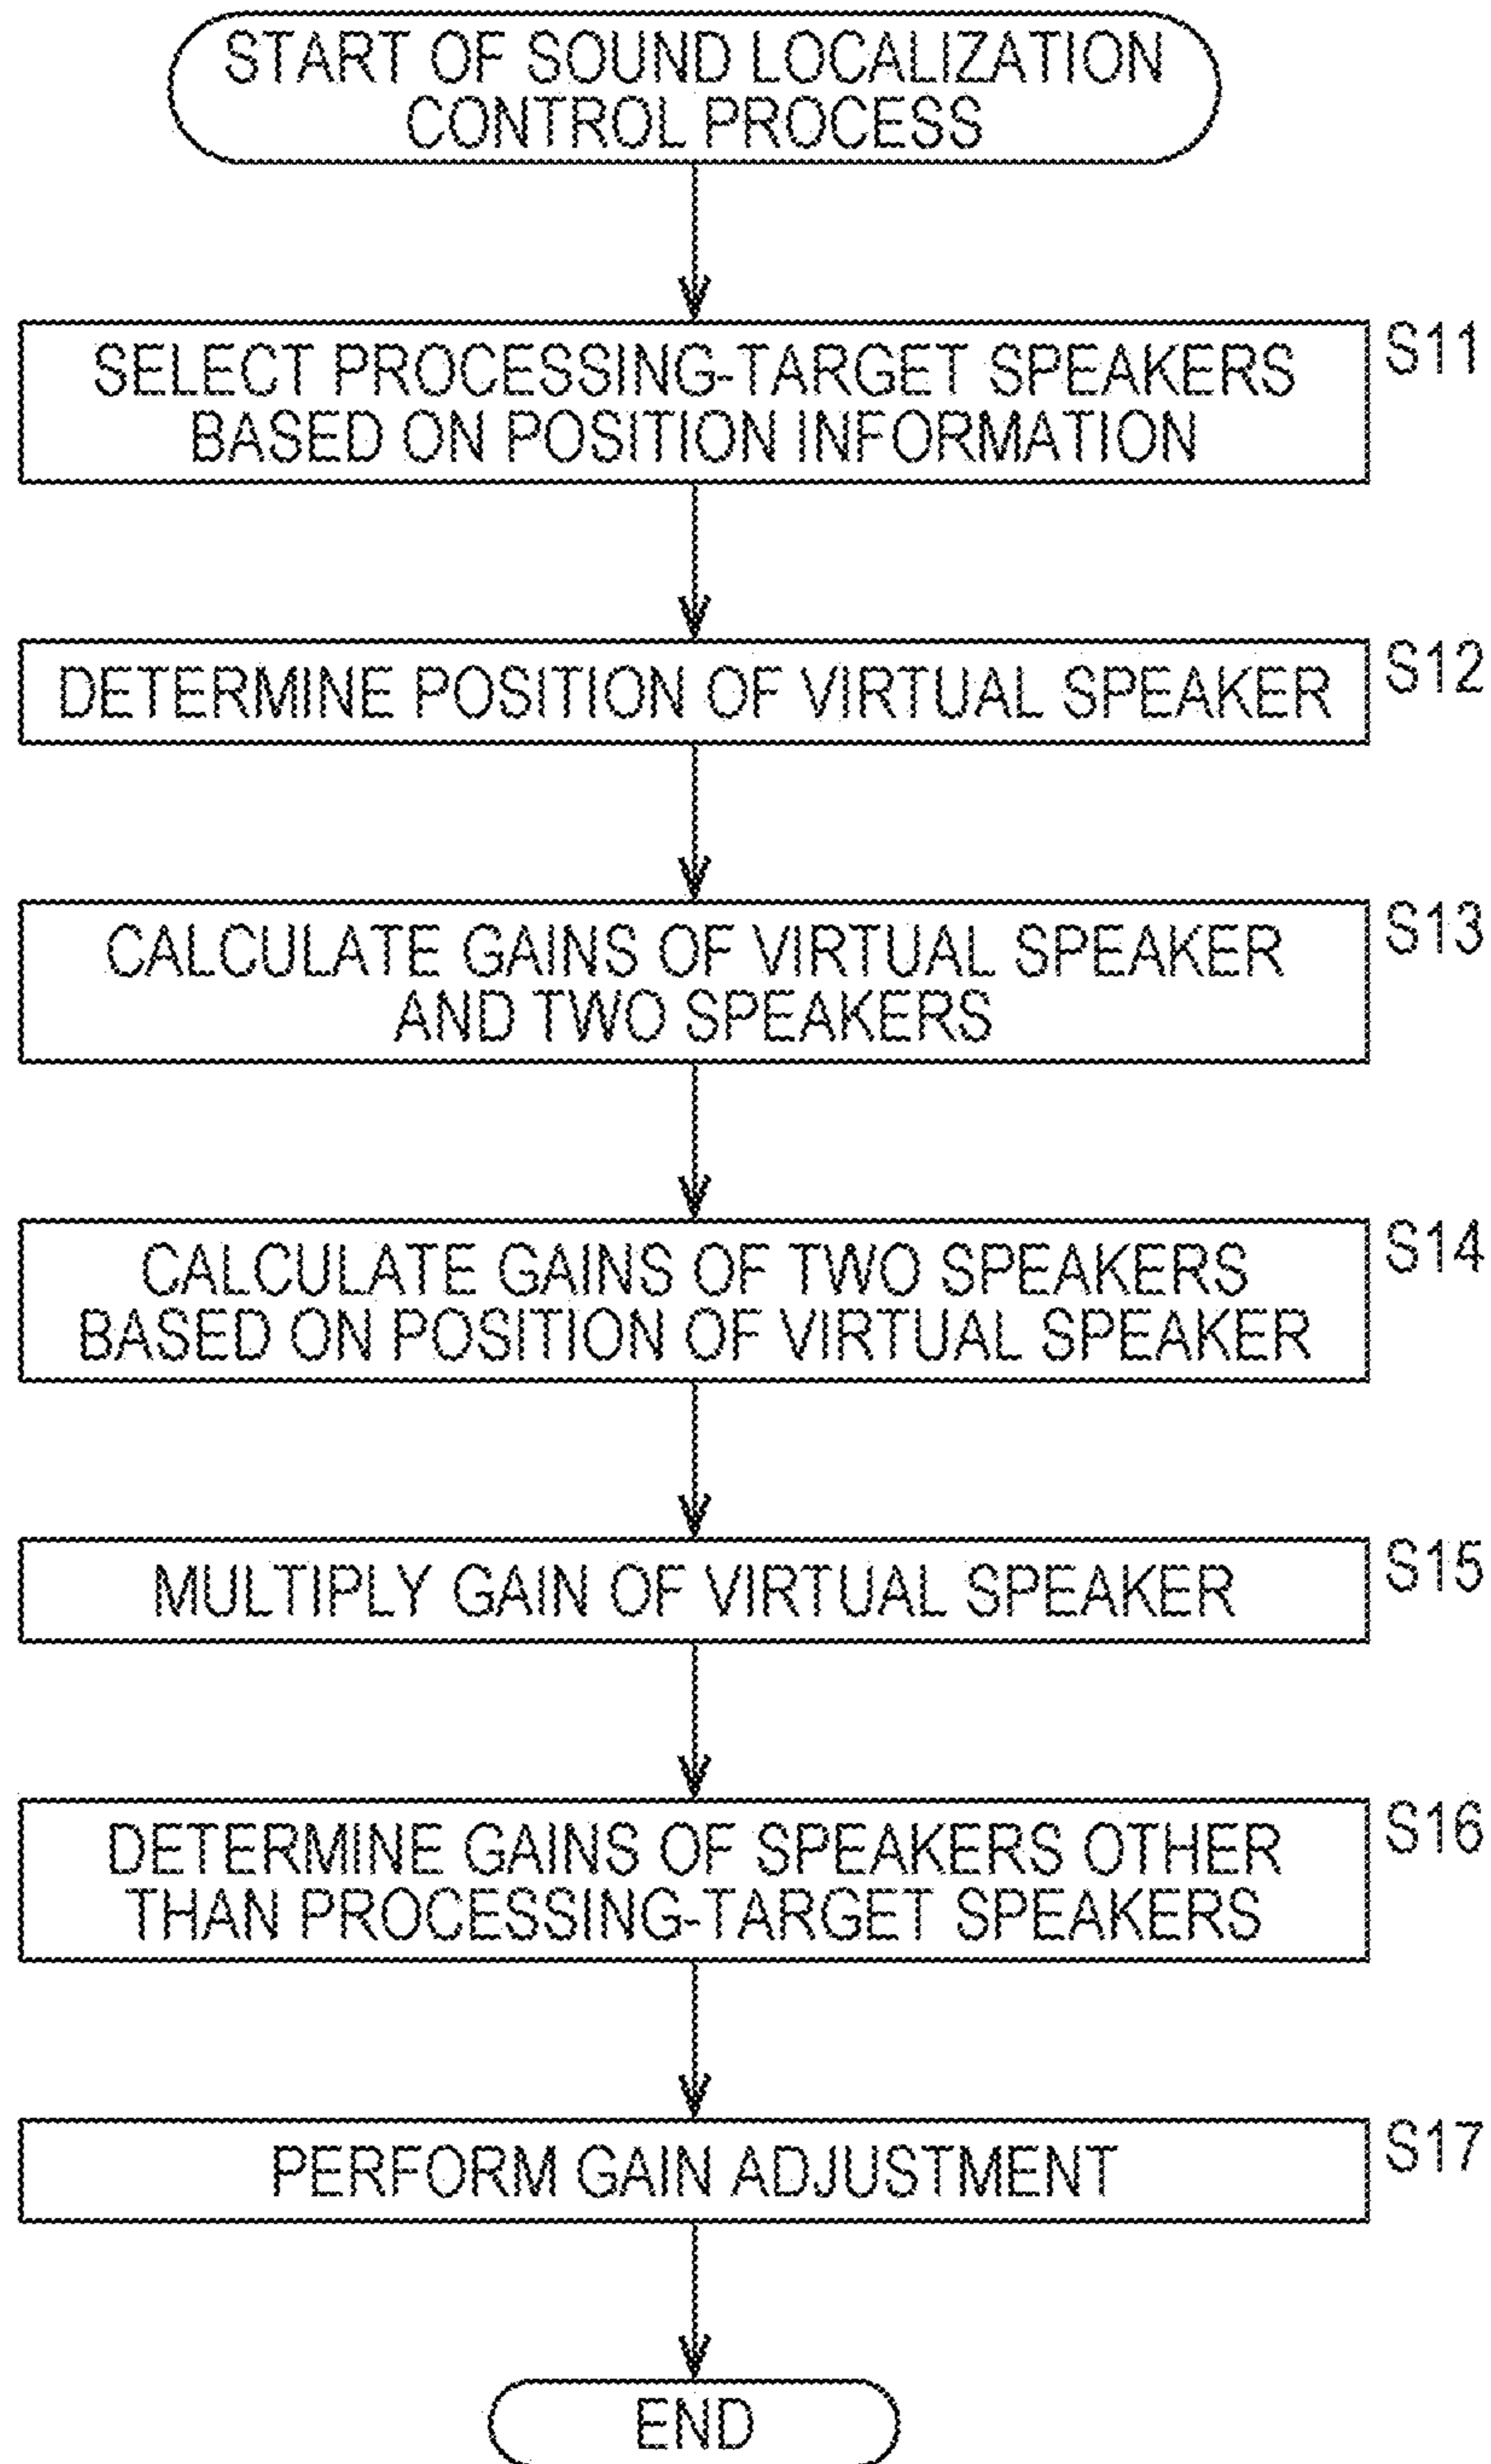 START OF SOUND LOCALIZATION
CONTROL PROCESS
SELECT PROCESSING-TARGET SPEAKERS
BASED ON POSITION INFORMATION
S11
DETERMINE POSITION OF VIRTUAL SPEAKER
S12
CALCULATE GAINS OF VIRTUAL SPEAKER
AND TWO SPEAKERS
S13
CALCULATE GAINS OF TWO SPEAKERS
BASED ON POSITION OF VIRTUAL SPEAKER
S14
MULTIPLY GAIN OF VIRTUAL SPEAKER
S15
DETERMINE GAINS OF SPEAKERS OTHER
THAN PROCESSING-TARGET SPEAKERS
S16
PERFORM GAIN ADJUSTMENT
S17
END